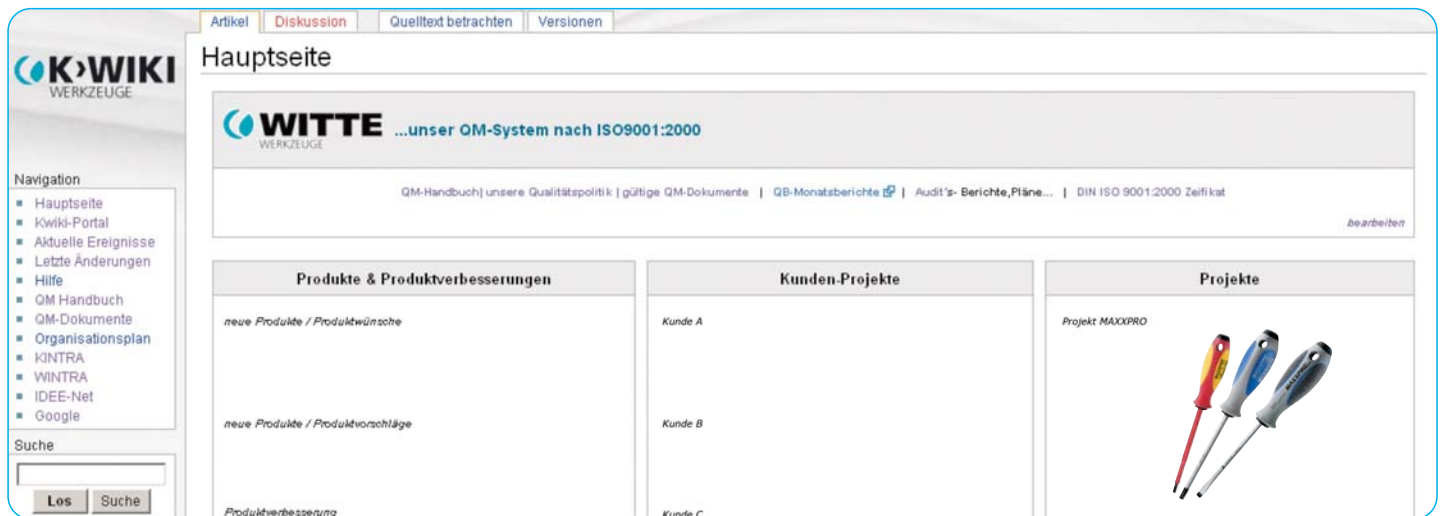 Artikel Diskussion Quelltext betrachten Versionen
K›WIKI
WERKZEUGE
Hauptseite
WITTE ...unser QM-System nach ISO9001:2000
WERKZEUGE
QM-Handbuch| unsere Qualitätspolitik | gültige QM-Dokumente | QB-Monatsberichte | Audit's- Berichte,Pläne... | DIN ISO 9001:2000 Zeifikat
bearbeiten
Navigation
Hauptseite
Kwiki-Portal
Aktuelle Ereignisse
Letzte Änderungen
Hilfe
QM Handbuch
QM-Dokumente
Organisationsplan
KINTRA
WINTRA
IDEE-Net
Google
Suche
Los Suche
Produkte & Produktverbesserungen
neue Produkte / Produktwünsche
neue Produkte / Produktvorschläge
Produktverbesserung
Kunden-Projekte
Kunde A
Kunde B
Kunde C
Projekte
Projekt MAXXPRO